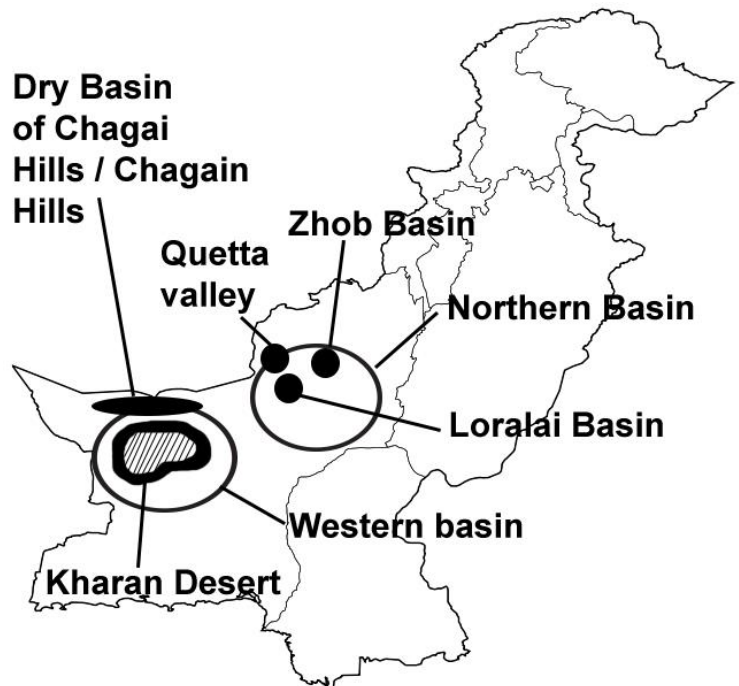 Dry Basin
of Chagai
Hills / Chagain
Hills
Zhob Basin
Quetta
valley
Northern Basin
Loralai Basin
Western basin
Kharan Desert